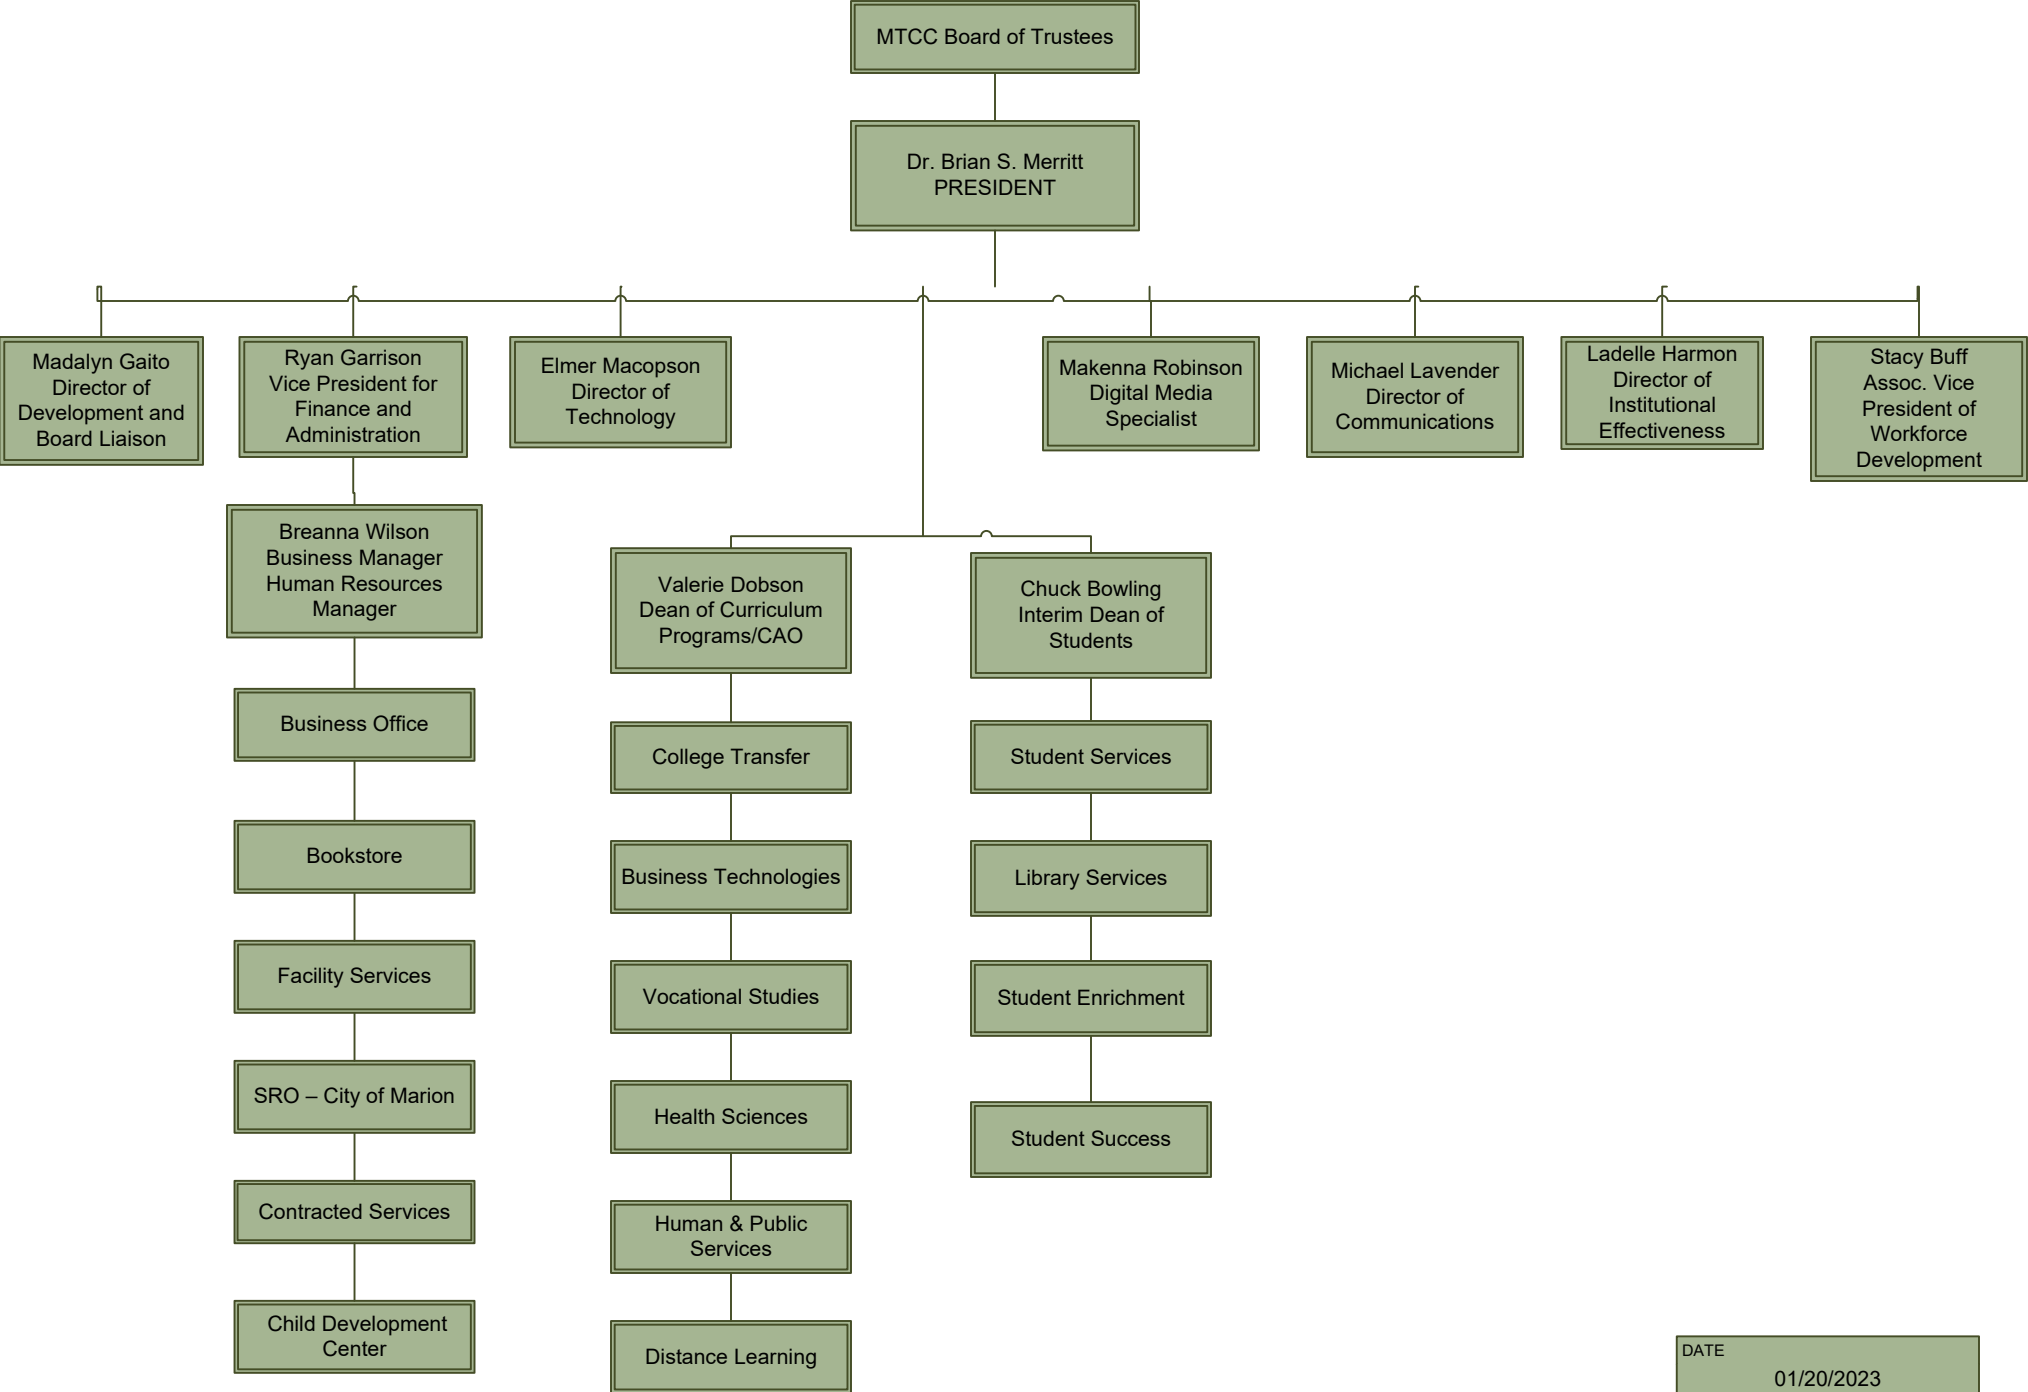 MTCC Board of Trustees
Dr. Brian S. Merritt
PRESIDENT
Madalyn Gaito
Director of
Development and
Board Liaison
Ryan Garrison
Vice President for
Finance and
Administration
Elmer Macopson
Director of
Technology
Makenna Robinson
Digital Media
Specialist
Michael Lavender
Director of
Communications
Ladelle Harmon
Director of
Institutional
Effectiveness
Stacy Buff
Assoc. Vice
President of
Workforce
Development
Breanna Wilson
Business Manager
Human Resources
Manager
Business Office
Bookstore
Facility Services
SRO – City of Marion
Contracted Services
Child Development
Center
Valerie Dobson
Dean of Curriculum
Programs/CAO
College Transfer
Business Technologies
Vocational Studies
Health Sciences
Human & Public
Services
Distance Learning
Chuck Bowling
Interim Dean of
Students
Student Services
Library Services
Student Enrichment
Student Success
DATE
01/20/2023